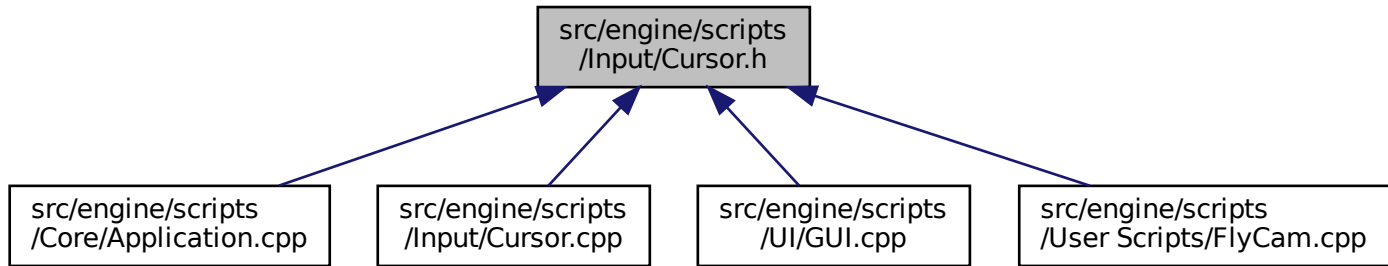 src/engine/scripts
/Input/Cursor.h
src/engine/scripts
/Core/Application.cpp
src/engine/scripts
/Input/Cursor.cpp
src/engine/scripts
/UI/GUI.cpp
src/engine/scripts
/User Scripts/FlyCam.cpp